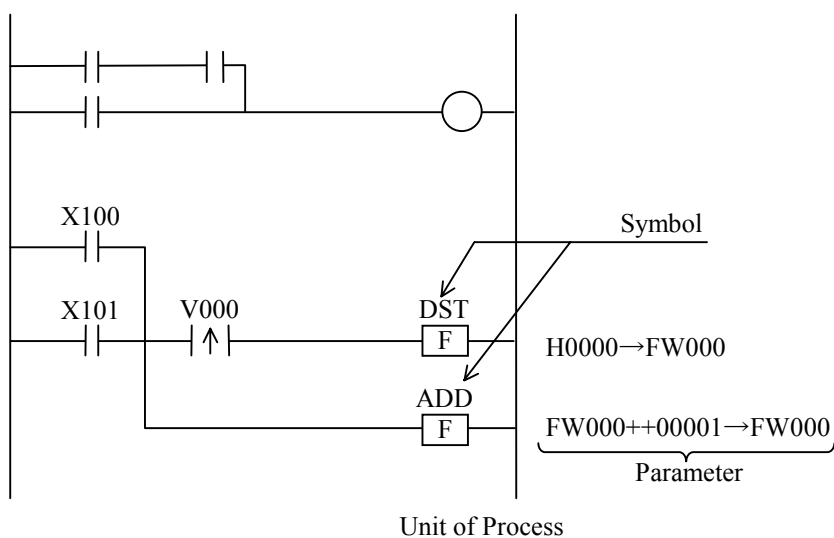 X100
Symbol
X101 V000 DST
F
H0000→FW000
ADD
F
FW000++00001→FW000
Parameter
Unit of Process